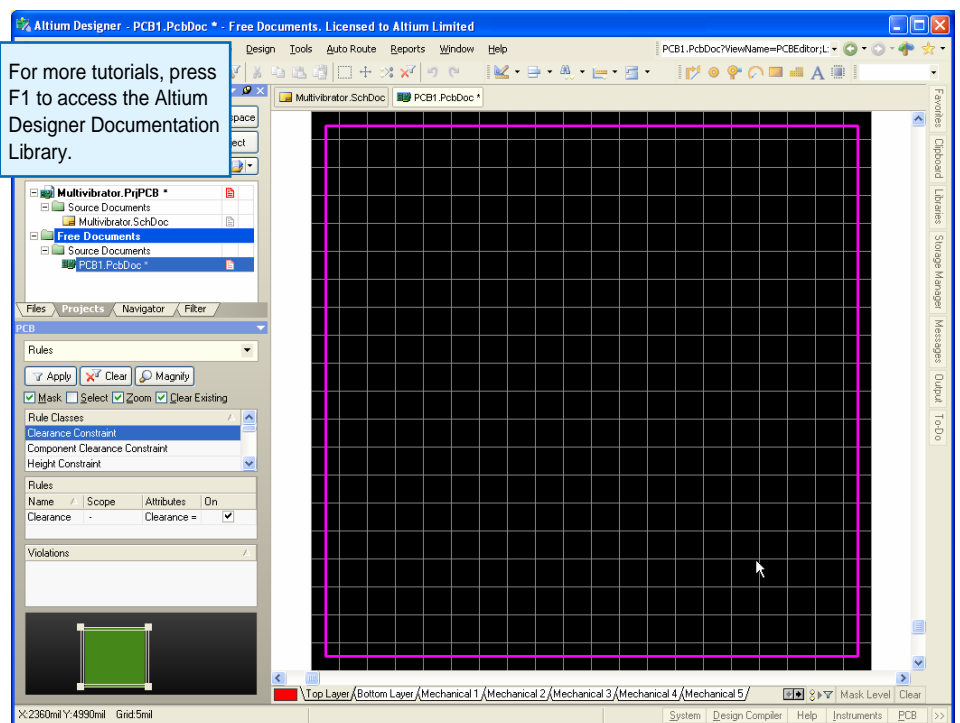 Altium Designer - PCB1.PcbDoc * - Free Documents. Licensed to Altium Limited
Design Tools Auto Route Reports Window Help
PCB1.PcbDoc?ViewName=PCBEditor;L:
For more tutorials, press
F1 to access the Altium
Designer Documentation
Library.
Multivibrator.SchDoc
PCB1.PcbDoc *
Multivibrator.PrjPCB *
Source Documents
Multivibrator.SchDoc
Free Documents
Source Documents
PCB1.PcbDoc *
Files Projects Navigator Filter
PCB
Rules
Apply Clear Magnify
Mask Select Zoom Clear Existing
Rule Classes
Clearance Constraint
Component Clearance Constraint
Height Constraint
Rules
Name Scope Attributes On
Clearance - Clearance =
Violations
Favorites
Clipboard
Libraries
Storage Manager
Messages
Output
To-Do
Top Layer Bottom Layer Mechanical 1 Mechanical 2 Mechanical 3 Mechanical 4 Mechanical 5
Mask Level Clear
X:2360mil Y:4990mil Grid:5mil
System Design Compiler Help Instruments PCB >>